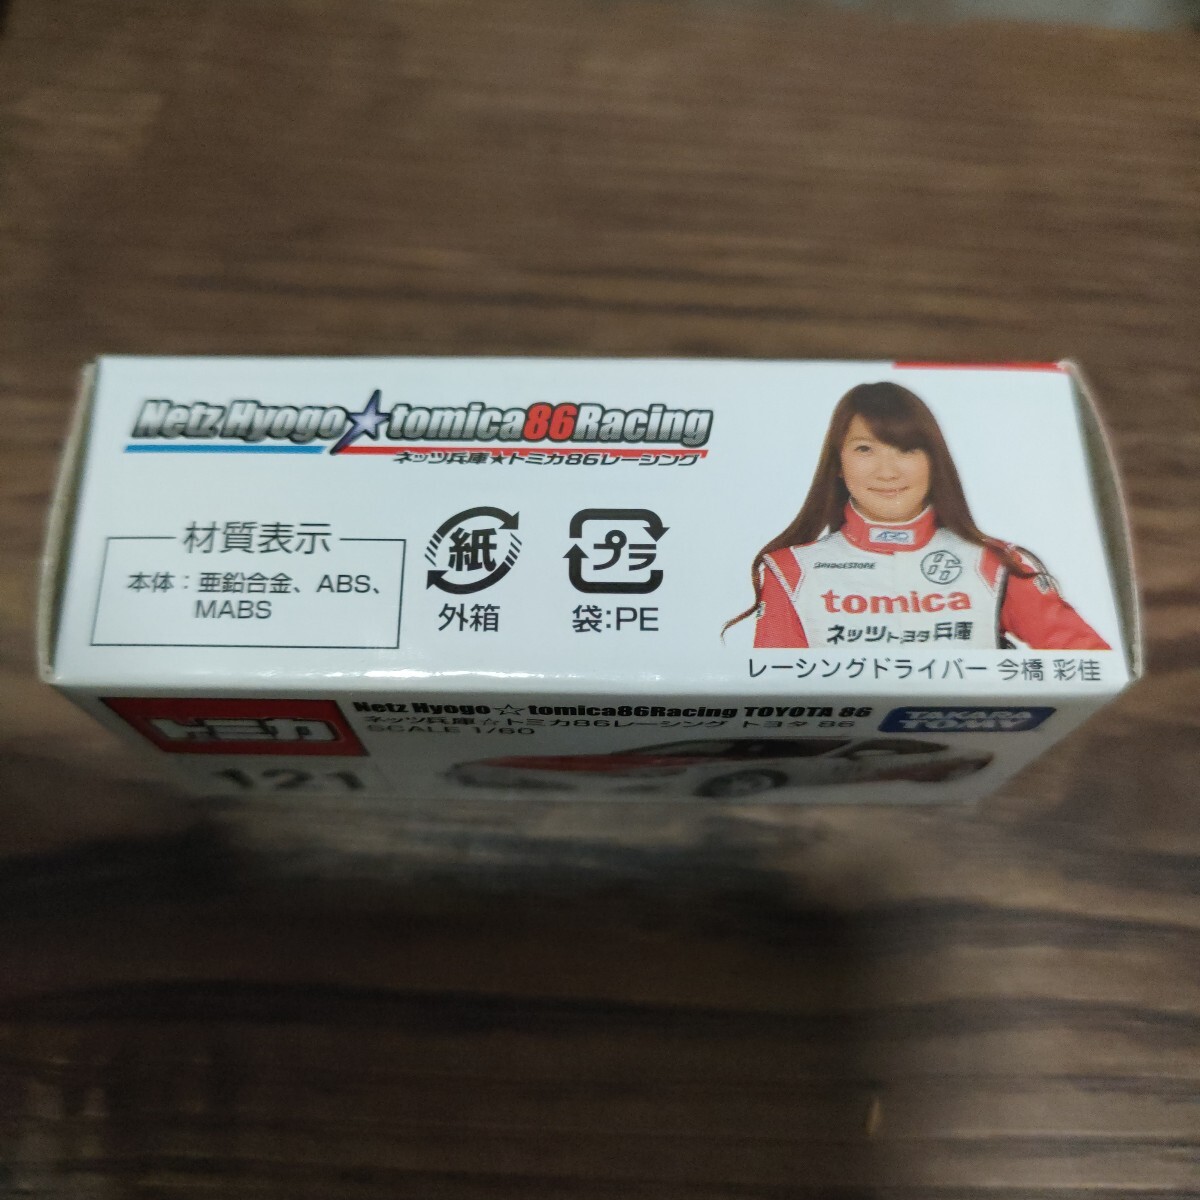 Netz Hyogo☆tomica86Racing
ネッツ兵庫★トミカ86レーシング
材質表示
本体：亜鉛合金、ABS、
MABS
紙
外箱
プラ
袋:PE
BRIDGESTONE
86
tomica
ネッツトヨタ兵庫
レーシングドライバー 今橋 彩佳
トミカ
121
Netz Hyogo☆tomica86Racing TOYOTA 86
ネッツ兵庫☆トミカ86レーシング トヨタ 86
SCALE 1/60
TAKARA
TOMY